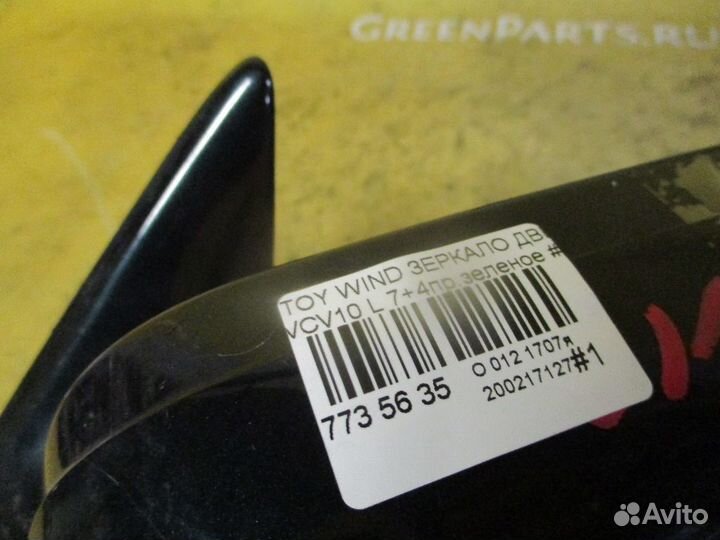 GREENPARTS.RU
TOY WIND ЗЕРКАЛО ДВ
VCV10 L 7+4пр.зеленое #
773 56 35
О 012 1707я
200217127#1
Avito